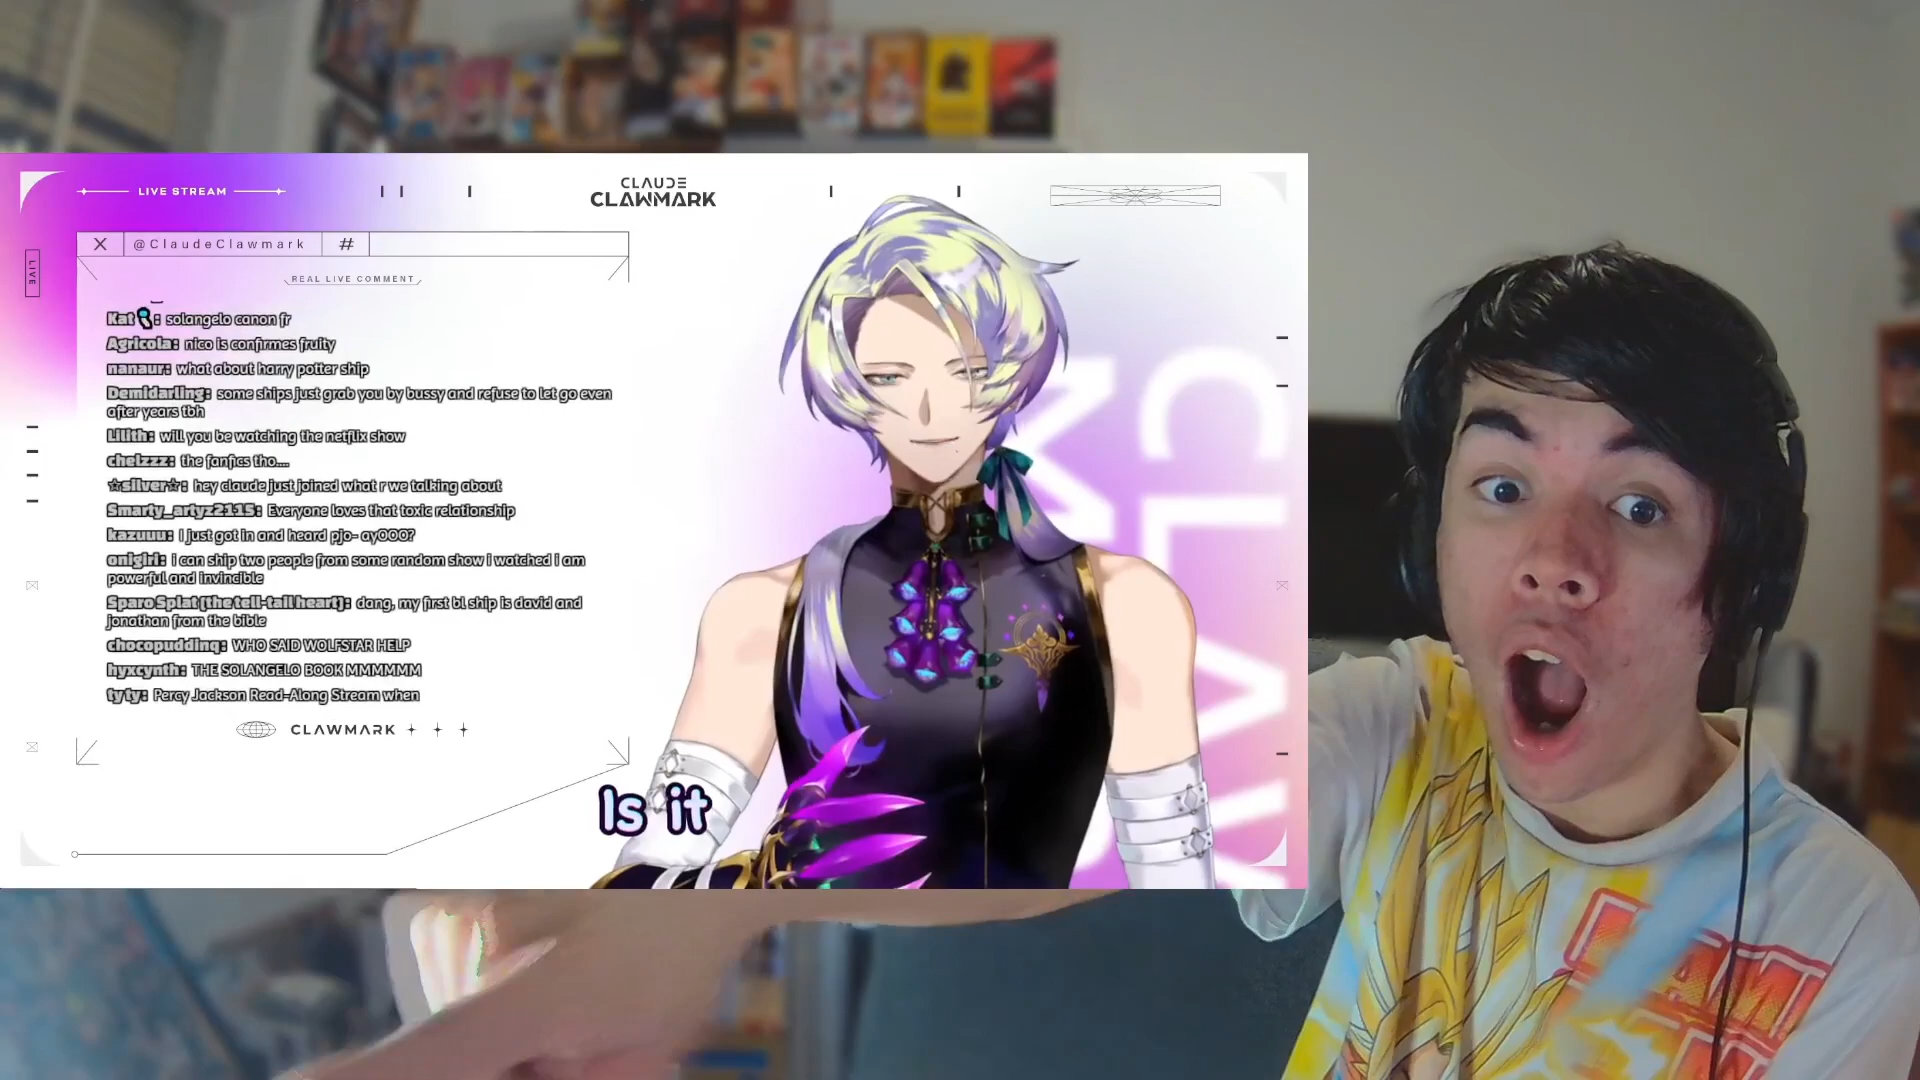 LIVE STREAM
CLAUDE
CLAWMARK
X @ClaudeClawmark #
LIVE
REAL LIVE COMMENT
Kat: solangelo canon fr
Agricola: nico is confirmes fruity
nanaur: what about harry potter ship
Demidarling: some ships just grab you by bussy and refuse to let go even
after years tbh
Lilith: will you be watching the netflix show
chelzzz: the fanfics tho....
☆silver☆: hey claude just joined what r we talking about
Smarty_artyz2115: Everyone loves that toxic relationship
kazuuu: I just got in and heard pjo- ayOOO?
onigiri: i can ship two people from some random show i watched i am
powerful and invincible
Sparo Splat [the tell-tail heart]: dang, my first bl ship is david and
jonathan from the bible
chocopudding: WHO SAID WOLFSTAR HELP
hyxcynth: THE SOLANGELO BOOK MMMMMM
ty ty: Percy Jackson Read-Along Stream when
CLAWMARK
Is it
CLAW
M